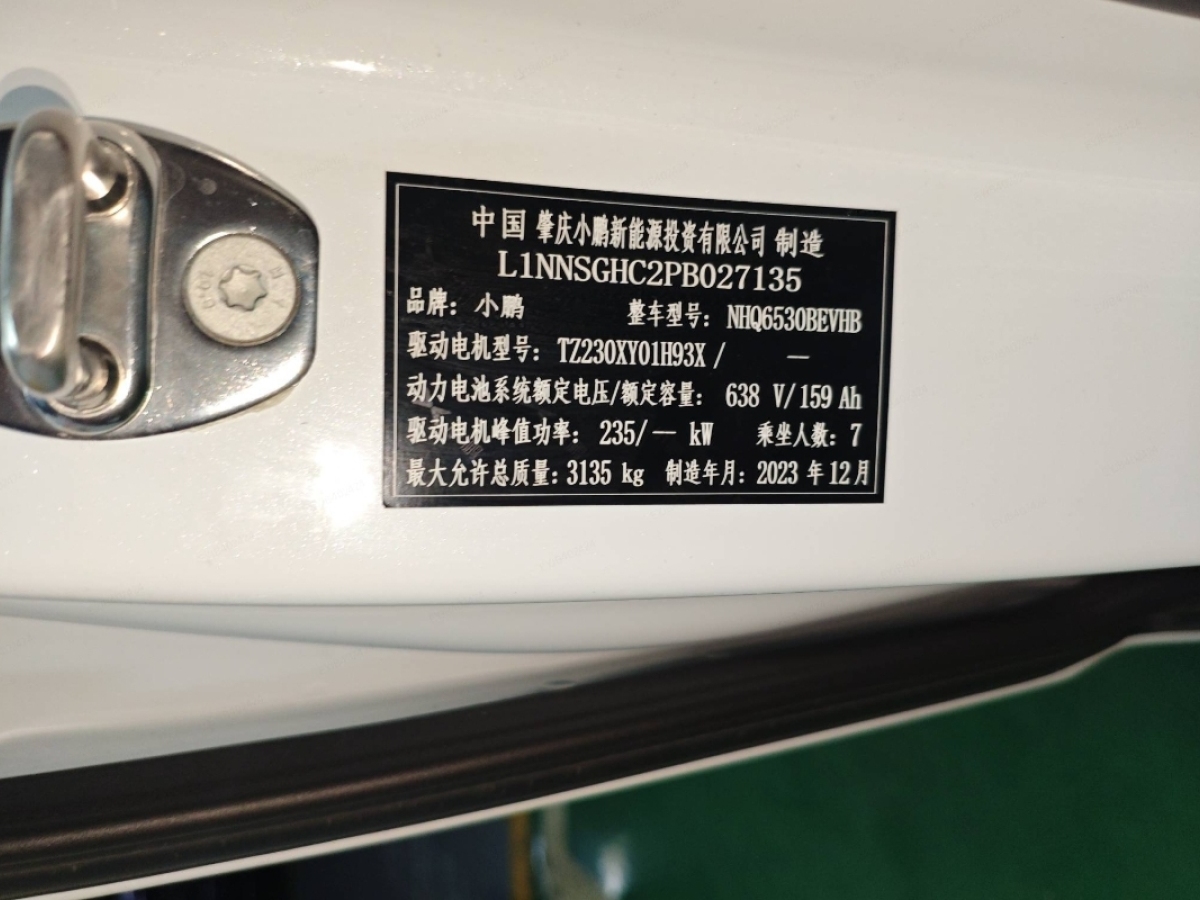 中国 肇庆小鹏新能源投资有限公司 制造
L1NNSGHC2PB027135
品牌：小鹏 整车型号：NHQ6530BEVHB
驱动电机型号：TZ230XY01H93X / —
动力电池系统额定电压/额定容量： 638 V/159 Ah
驱动电机峰值功率： 235/— kW 乘坐人数：7
最大允许总质量：3135 kg 制造年月：2023 年12月